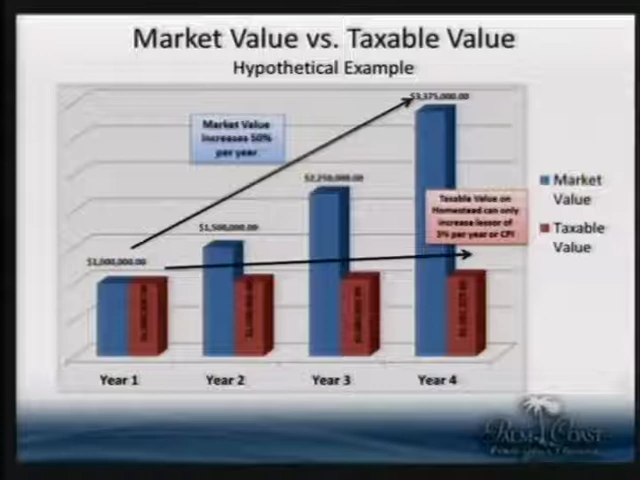 Market Value vs. Taxable Value
Hypothetical Example
$3,375,000.00
Market Value
Increases 50%
per year
$2,250,000.00
Market
Value
Taxable Value on
Homestead can only
increase lessor of
3% per year or CPI
Taxable
Value
$1,500,000.00
$1,000,000.00
Year 1
Year 2
Year 3
Year 4
PALM COAST